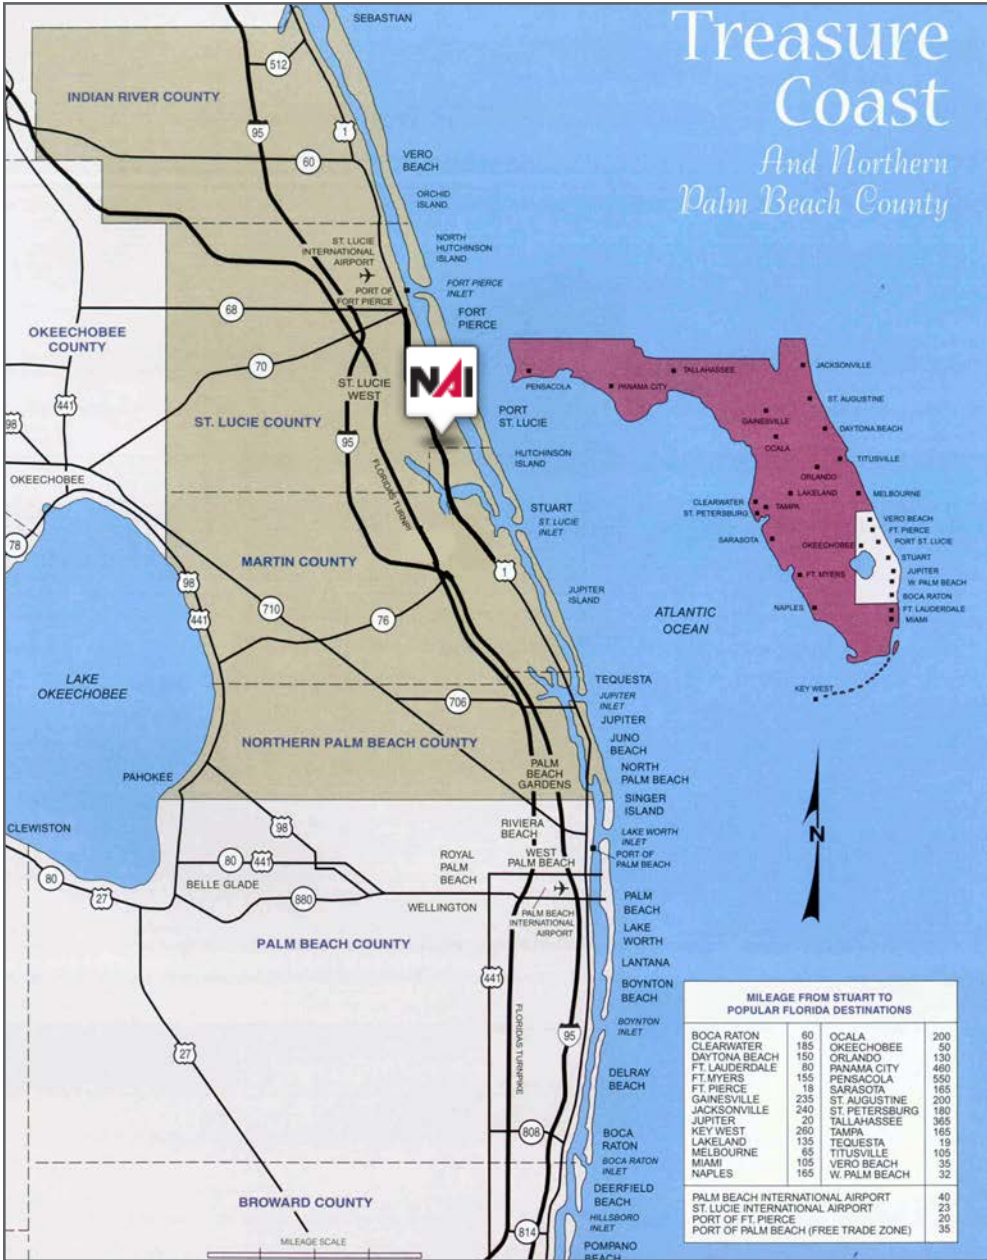 Treasure
Coast
And Northern
Palm Beach County
SEBASTIAN
512
INDIAN RIVER COUNTY
95
1
60
VERO
BEACH
ORCHID
ISLAND
NORTH
HUTCHINSON
ISLAND
ST. LUCIE
INTERNATIONAL
AIRPORT
PORT OF
FORT PIERCE
FORT PIERCE
INLET
FORT
PIERCE
68
OKEECHOBEE
COUNTY
70
441
98
ST. LUCIE
WEST
NAI
PORT
ST. LUCIE
ST. LUCIE COUNTY
95
HUTCHINSON
ISLAND
OKEECHOBEE
FLORIDAS TURNPI
STUART
ST. LUCIE
INLET
78
MARTIN COUNTY
1
98
441
710
76
JUPITER
ISLAND
ATLANTIC
OCEAN
LAKE
OKEECHOBEE
TEQUESTA
JUPITER
INLET
706
JUPITER
NORTHERN PALM BEACH COUNTY
JUNO
BEACH
PAHOKEE
PALM
BEACH
GARDENS
NORTH
PALM BEACH
SINGER
ISLAND
CLEWISTON
98
RIVIERA
BEACH
LAKE WORTH
INLET
80
441
ROYAL
PALM
BEACH
WEST
PALM BEACH
PORT OF
PALM BEACH
80
27
BELLE GLADE
880
WELLINGTON
PALM BEACH
INTERNATIONAL
AIRPORT
PALM
BEACH
PALM BEACH COUNTY
LAKE
WORTH
LANTANA
441
BOYNTON
BEACH
27
FLORIDAS TURNPIKE
95
BOYNTON
INLET
DELRAY
BEACH
808
BOCA
RATON
BOCA RATON
INLET
BROWARD COUNTY
DEERFIELD
BEACH
814
HILLSBORO
INLET
MILEAGE SCALE
POMPANO
BEACH
PENSACOLA
PANAMA CITY
TALLAHASSEE
JACKSONVILLE
ST. AUGUSTINE
GAINESVILLE
DAYTONA BEACH
OCALA
TITUSVILLE
ORLANDO
LAKELAND
MELBOURNE
CLEARWATER
TAMPA
ST. PETERSBURG
VERO BEACH
FT. PIERCE
PORT ST. LUCIE
SARASOTA
OKEECHOBEE
STUART
FT. MYERS
JUPITER
W. PALM BEACH
BOCA RATON
NAPLES
FT. LAUDERDALE
MIAMI
KEY WEST
N
MILEAGE FROM STUART TO
POPULAR FLORIDA DESTINATIONS
BOCA RATON 60 OCALA 200
CLEARWATER 185 OKEECHOBEE 50
DAYTONA BEACH 150 ORLANDO 130
FT. LAUDERDALE 80 PANAMA CITY 460
FT. MYERS 155 PENSACOLA 550
FT. PIERCE 18 SARASOTA 165
GAINESVILLE 235 ST. AUGUSTINE 200
JACKSONVILLE 240 ST. PETERSBURG 180
JUPITER 20 TALLAHASSEE 365
KEY WEST 260 TAMPA 165
LAKELAND 135 TEQUESTA 19
MELBOURNE 65 TITUSVILLE 105
MIAMI 105 VERO BEACH 35
NAPLES 165 W. PALM BEACH 32
PALM BEACH INTERNATIONAL AIRPORT 40
ST. LUCIE INTERNATIONAL AIRPORT 23
PORT OF FT. PIERCE 20
PORT OF PALM BEACH (FREE TRADE ZONE) 35